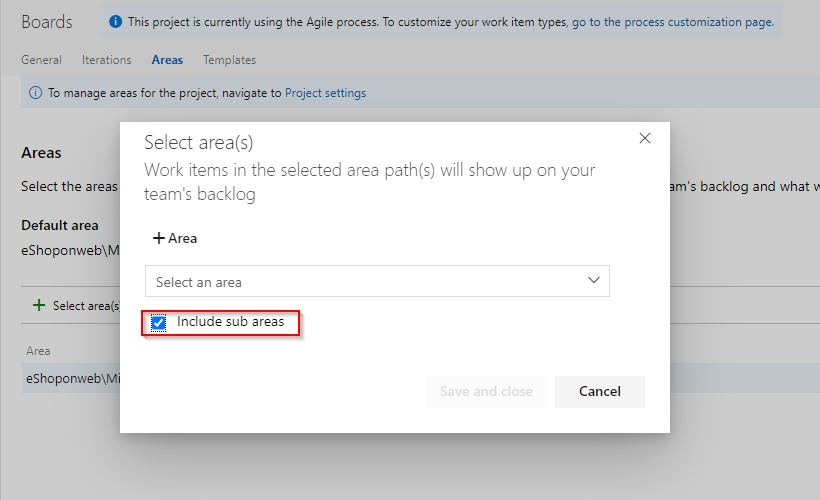 Boards
This project is currently using the Agile process. To customize your work item types, go to the process customization page.
General Iterations Areas Templates
To manage areas for the project, navigate to Project settings
Areas
Select the areas
am's backlog and what w
Default area
eShoponweb\Mi
Select area(s
Area
eShoponweb\Mi
Select area(s)
Work items in the selected area path(s) will show up on your
team's backlog
Area
Select an area
Include sub areas
Save and close Cancel